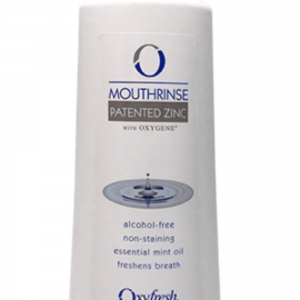 O
MOUTHRINSE
PATENTED ZINC
WITH OXYGENE®
alcohol-free
non-staining
essential mint oil
freshens breath
Oxyfresh